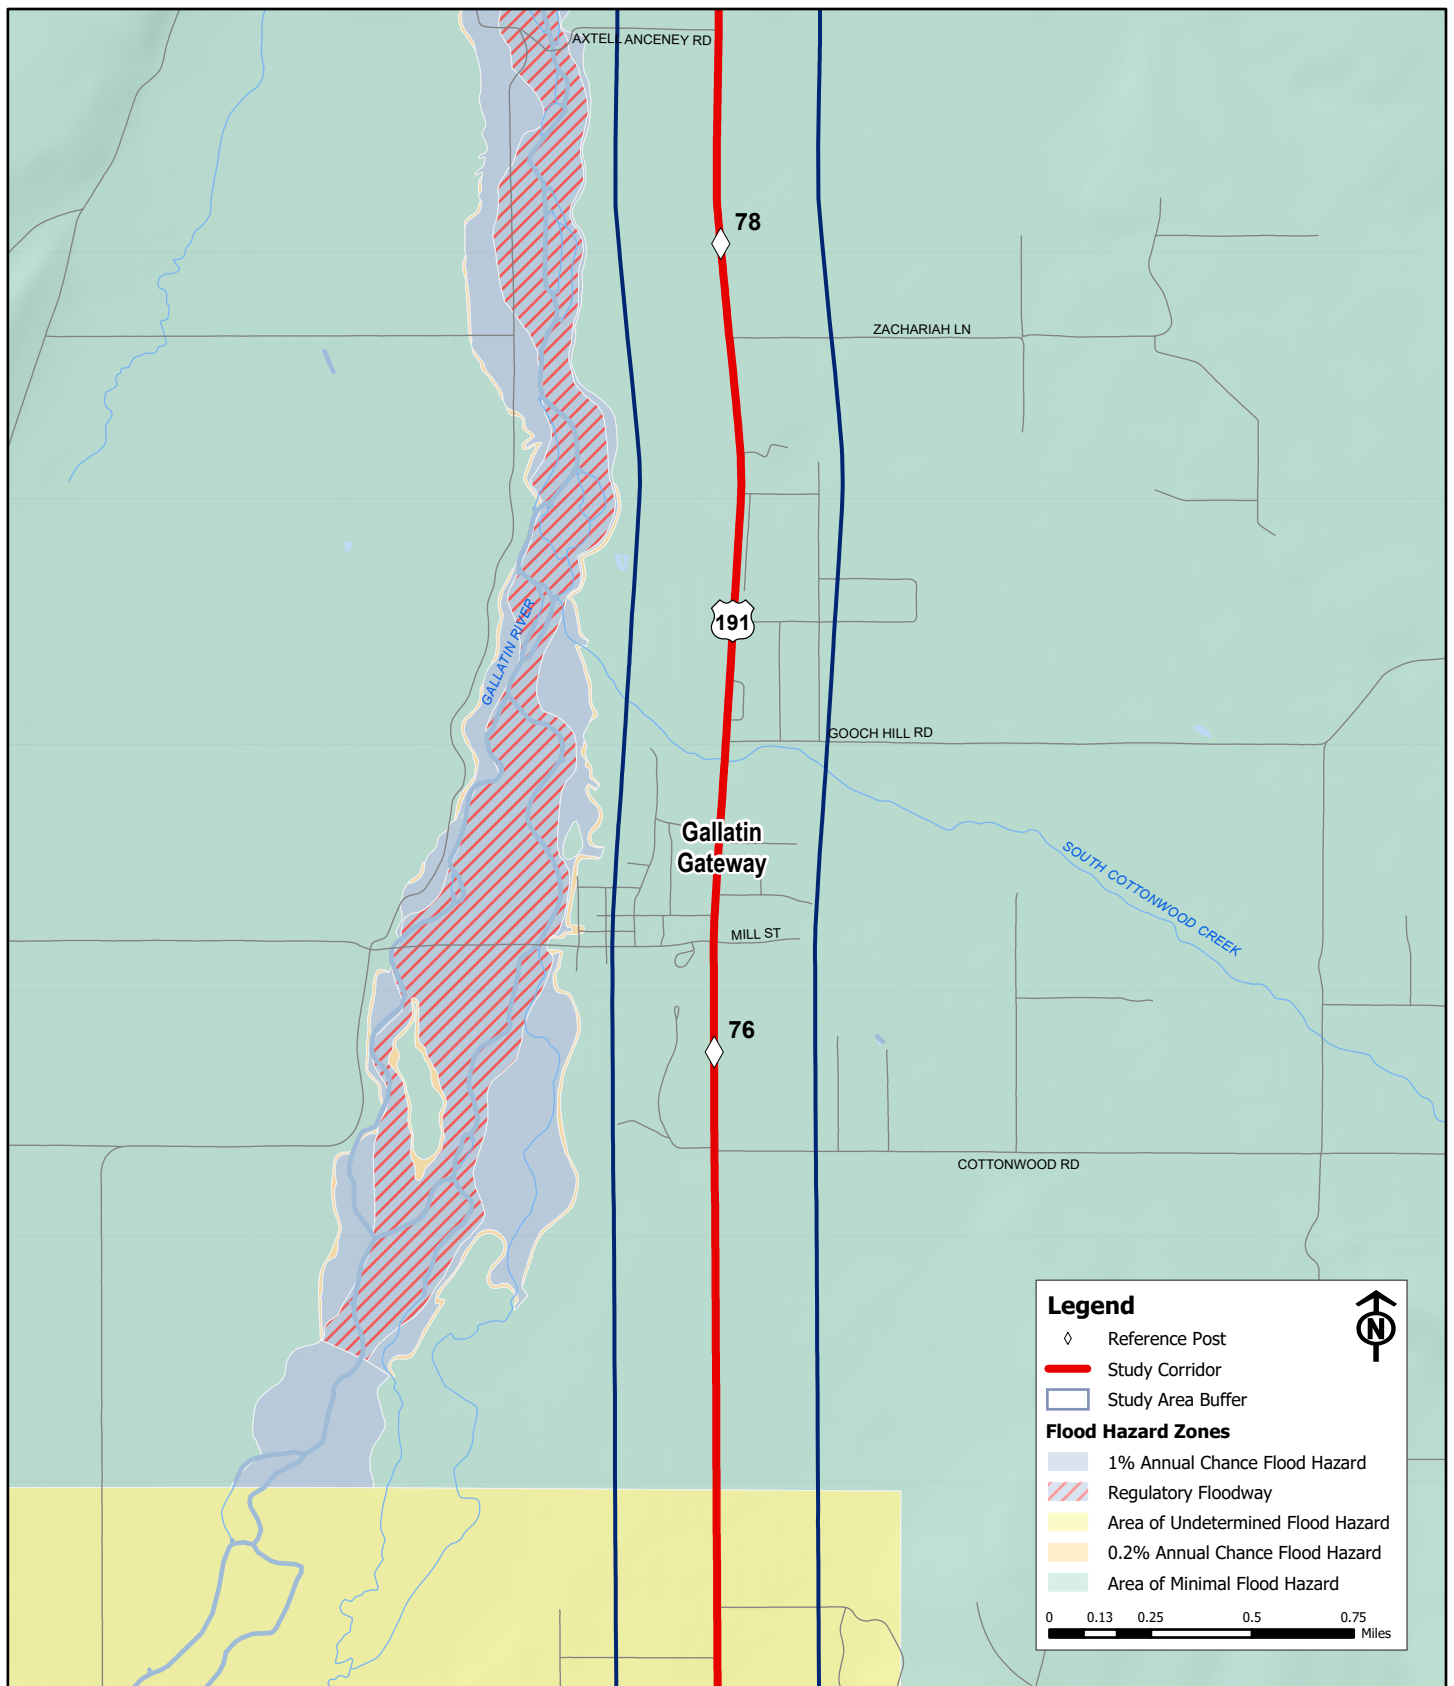 AXTELL ANCENEY RD
78
ZACHARIAH LN
191
GALLATIN RIVER
GOOCH HILL RD
Gallatin
Gateway
SOUTH COTTONWOOD CREEK
MILL ST
76
COTTONWOOD RD
Legend
N
Reference Post
Study Corridor
Study Area Buffer
Flood Hazard Zones
1% Annual Chance Flood Hazard
Regulatory Floodway
Area of Undetermined Flood Hazard
0.2% Annual Chance Flood Hazard
Area of Minimal Flood Hazard
0 0.13 0.25 0.5 0.75
Miles